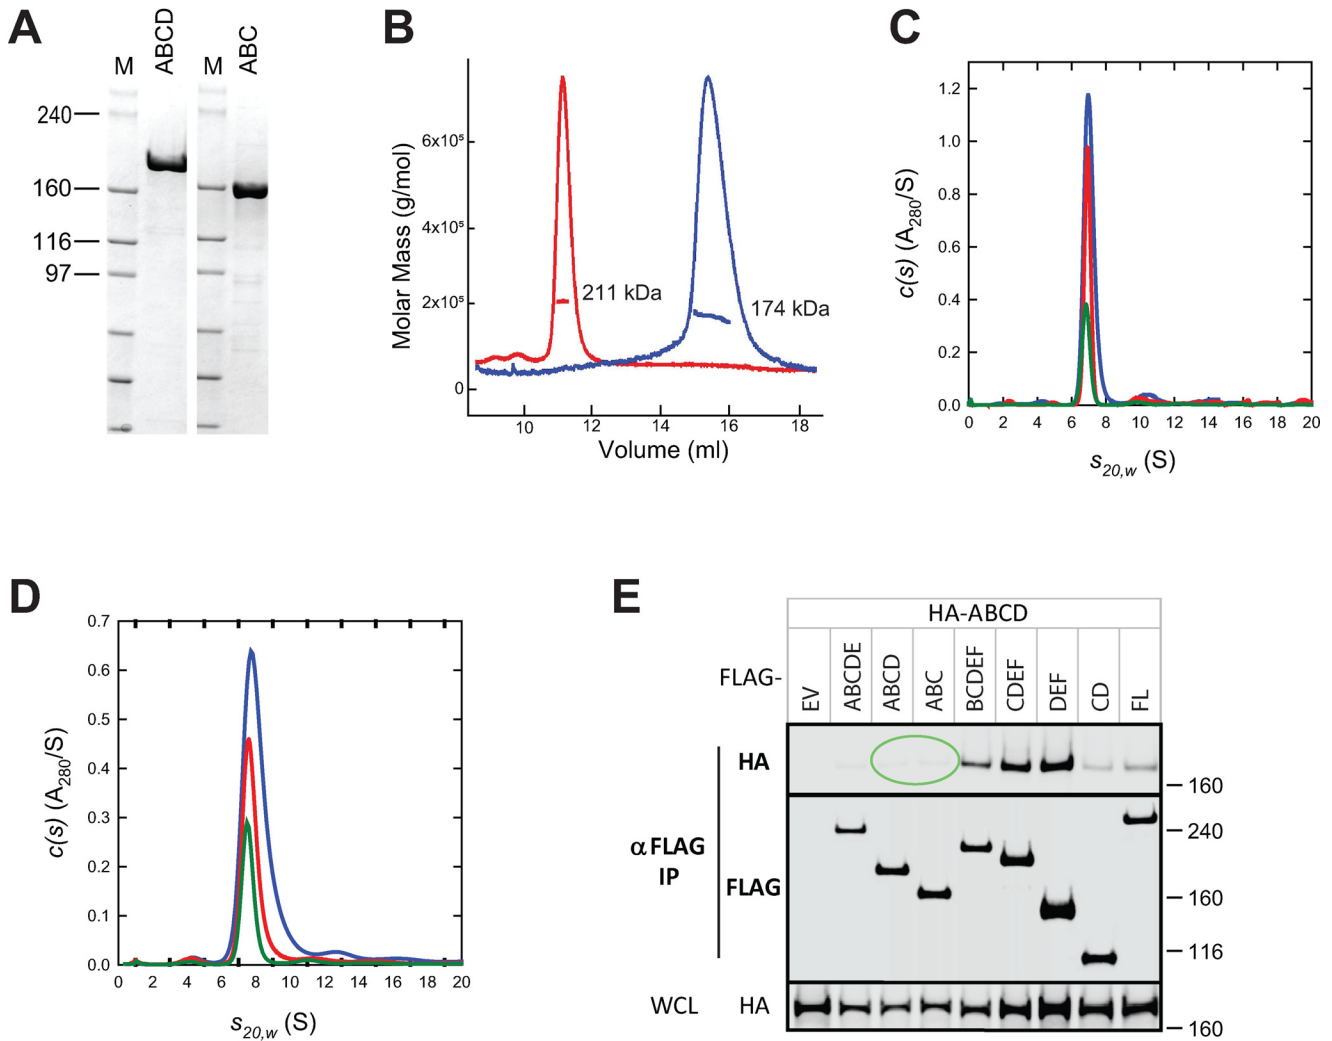 A
M
ABCD
M
ABC
240
160
116
97
B
Molar Mass (g/mol)
6x10⁵
4x10⁵
2x10⁵
0
211 kDa
174 kDa
10 12 14 16 18
Volume (ml)
C
c(s) (A280/S)
1.2
1.0
0.8
0.6
0.4
0.2
0.0
0 2 4 6 8 10 12 14 16 18 20
s20,w (S)
D
c(s) (A280/S)
0.7
0.6
0.5
0.4
0.3
0.2
0.1
0.0
0 2 4 6 8 10 12 14 16 18 20
s20,w (S)
E
HA-ABCD
FLAG- EV ABCDE ABCD ABC BCDEF CDEF DEF CD FL
HA
160
α FLAG
IP
FLAG
240
160
116
WCL HA
160